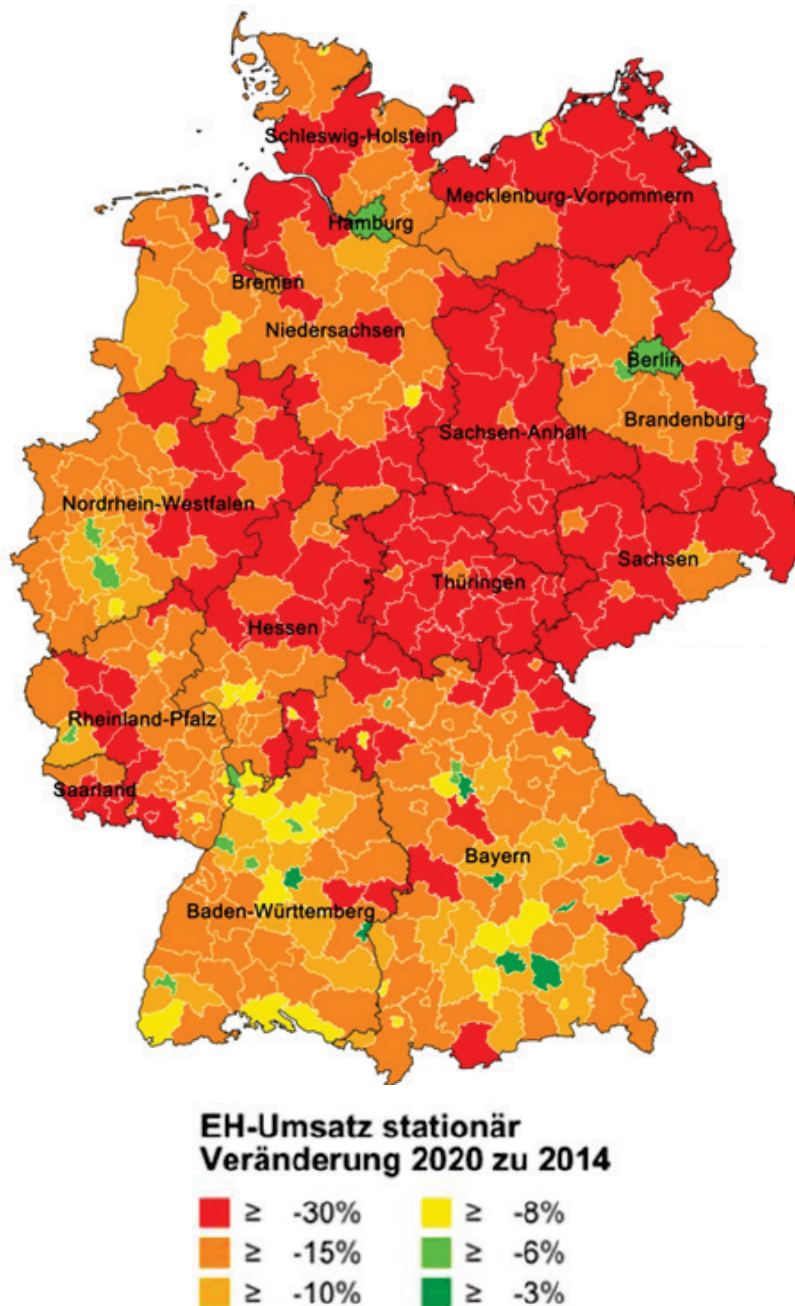 Schleswig-Holstein
Mecklenburg-Vorpommern
Hamburg
Bremen
Niedersachsen
Berlin
Brandenburg
Sachsen-Anhalt
Nordrhein-Westfalen
Sachsen
Thüringen
Hessen
Rheinland-Pfalz
Saarland
Bayern
Baden-Württemberg
EH-Umsatz stationär
Veränderung 2020 zu 2014
≥ -30% ≥ -8%
≥ -15% ≥ -6%
≥ -10% ≥ -3%